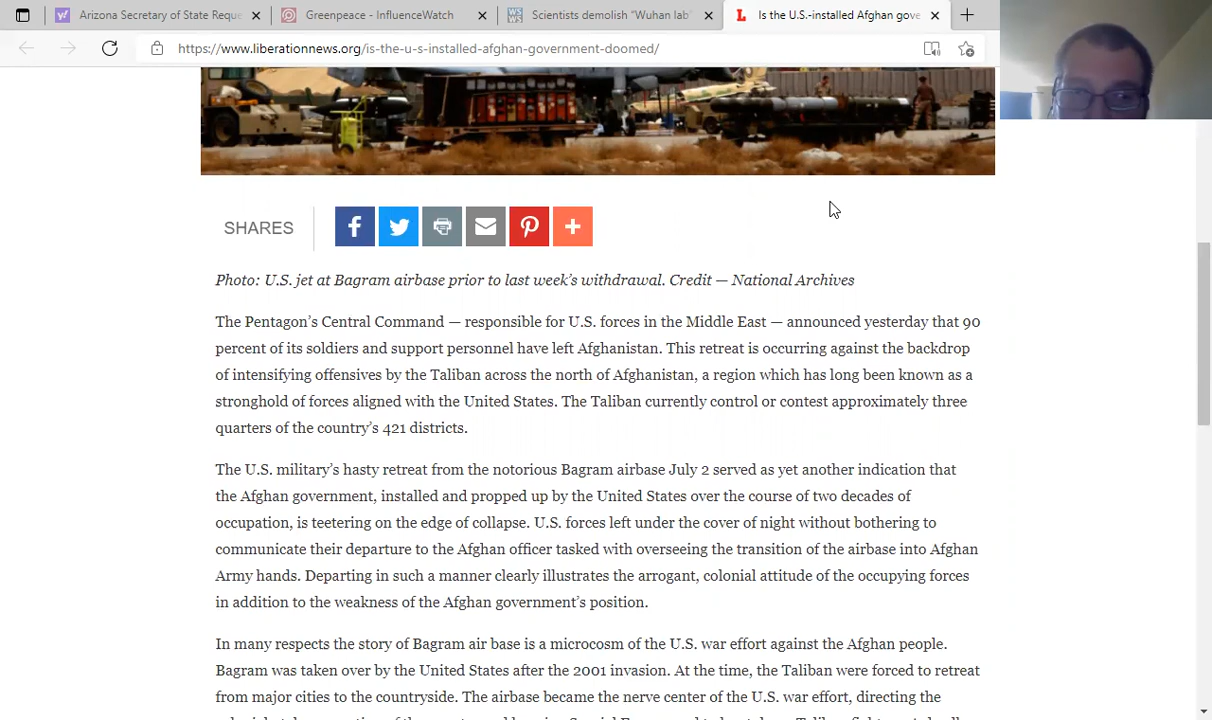 Arizona Secretary of State Reque
Greenpeace - InfluenceWatch
WS
WS
Scientists demolish “Wuhan lab”
L
Is the U.S.-installed Afghan gove
https://www.liberationnews.org/is-the-u-s-installed-afghan-government-doomed/
SHARES
Photo: U.S. jet at Bagram airbase prior to last week’s withdrawal. Credit — National Archives
The Pentagon’s Central Command — responsible for U.S. forces in the Middle East — announced yesterday that 90
percent of its soldiers and support personnel have left Afghanistan. This retreat is occurring against the backdrop
of intensifying offensives by the Taliban across the north of Afghanistan, a region which has long been known as a
stronghold of forces aligned with the United States. The Taliban currently control or contest approximately three
quarters of the country’s 421 districts.
The U.S. military’s hasty retreat from the notorious Bagram airbase July 2 served as yet another indication that
the Afghan government, installed and propped up by the United States over the course of two decades of
occupation, is teetering on the edge of collapse. U.S. forces left under the cover of night without bothering to
communicate their departure to the Afghan officer tasked with overseeing the transition of the airbase into Afghan
Army hands. Departing in such a manner clearly illustrates the arrogant, colonial attitude of the occupying forces
in addition to the weakness of the Afghan government’s position.
In many respects the story of Bagram air base is a microcosm of the U.S. war effort against the Afghan people.
Bagram was taken over by the United States after the 2001 invasion. At the time, the Taliban were forced to retreat
from major cities to the countryside. The airbase became the nerve center of the U.S. war effort, directing the